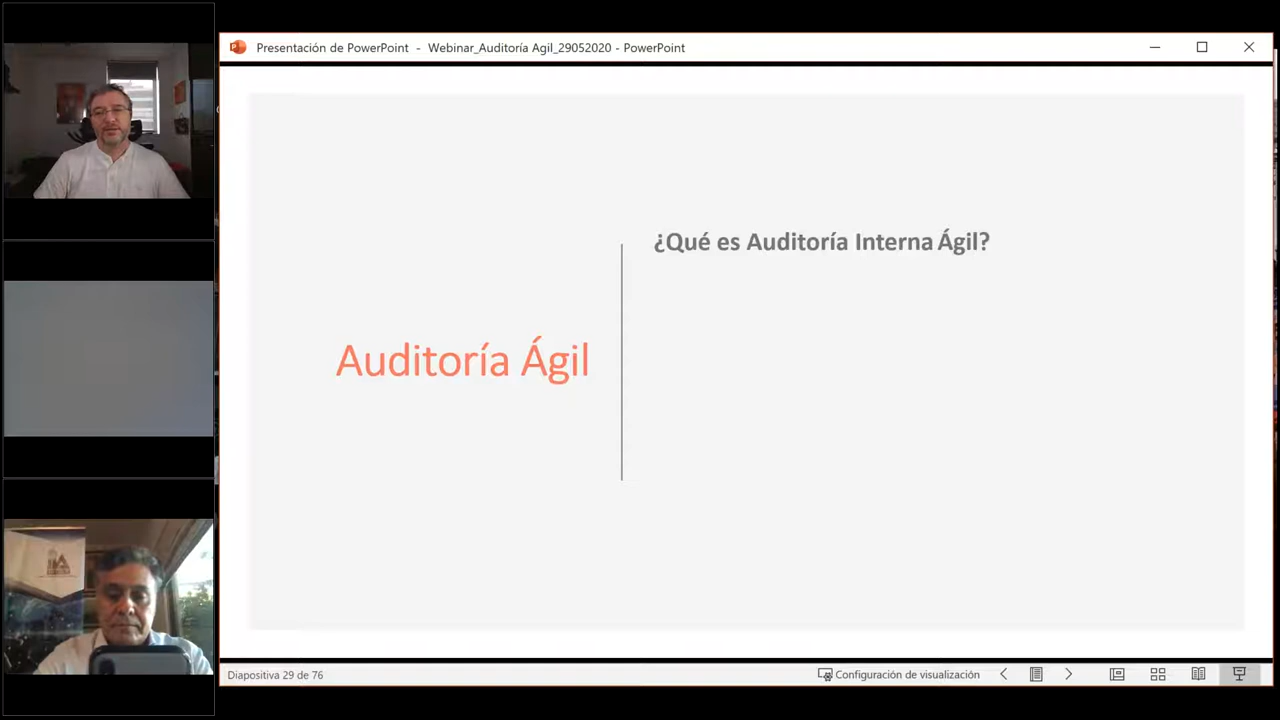 Presentación de PowerPoint - Webinar_Auditoría Agil_29052020 - PowerPoint
¿Qué es Auditoría Interna Ágil?
Auditoría Ágil
Diapositiva 29 de 76
Configuración de visualización